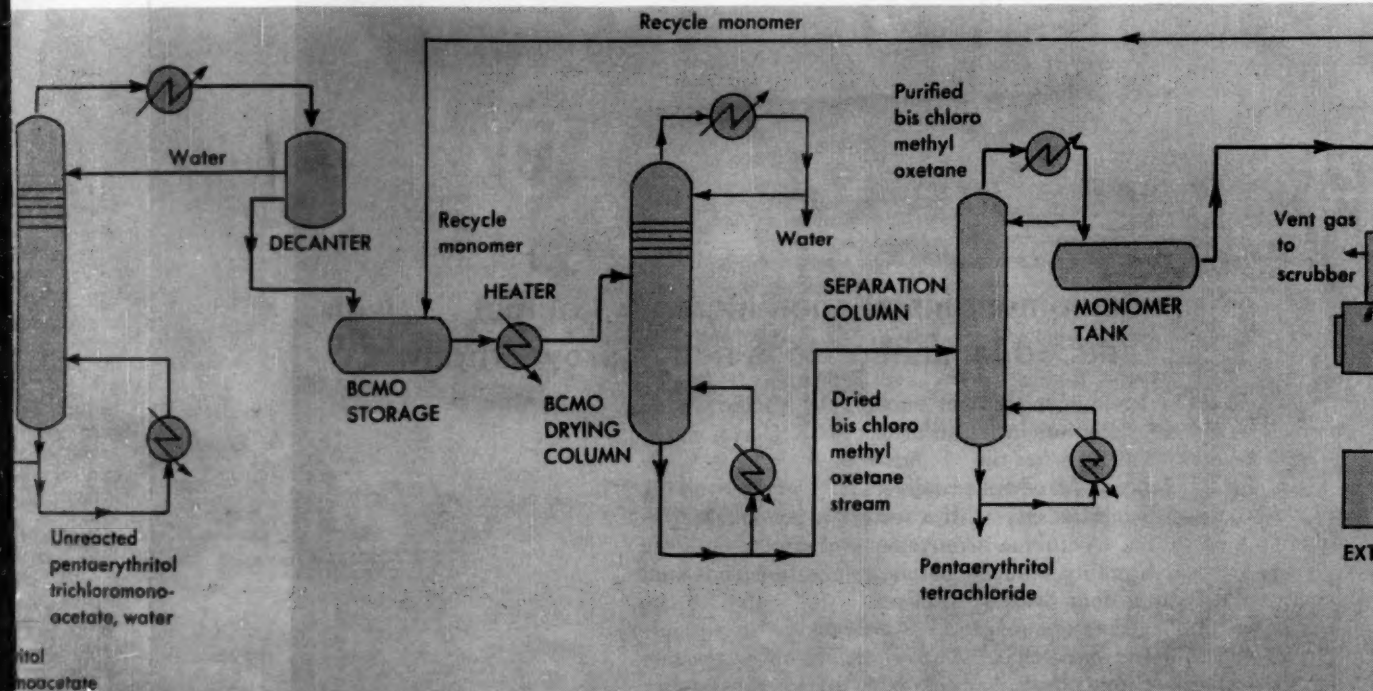 Recycle monomer
Purified
bis chloro
methyl
oxetane
Water
DECANTER
Recycle
monomer
HEATER
Water
SEPARATION
COLUMN
MONOMER
TANK
Vent gas
to
scrubber
BCMO
STORAGE
BCMO
DRYING
COLUMN
Dried
bis chloro
methyl
oxetane
stream
Unreacted
pentaerythritol
trichloromono-
acetate, water
Pentaerythritol
tetrachloride